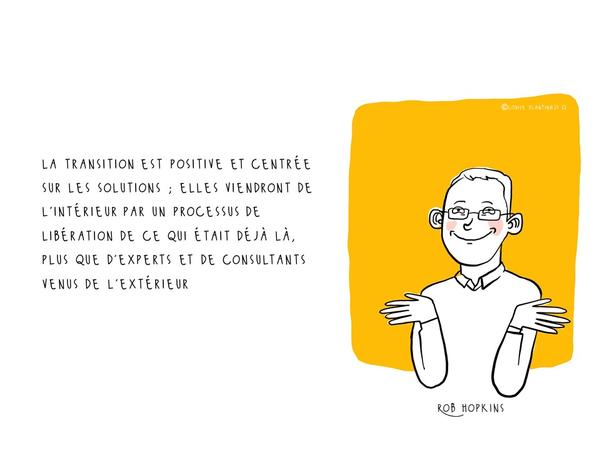 LA TRANSITION EST POSITIVE ET CENTRÉE
SUR LES SOLUTIONS ; ELLES VIENDRONT DE
L'INTÉRIEUR PAR UN PROCESSUS DE
LIBÉRATION DE CE QUI ÉTAIT DÉJÀ LÀ,
PLUS QUE D'EXPERTS ET DE CONSULTANTS
VENUS DE L'EXTÉRIEUR
ROB HOPKINS